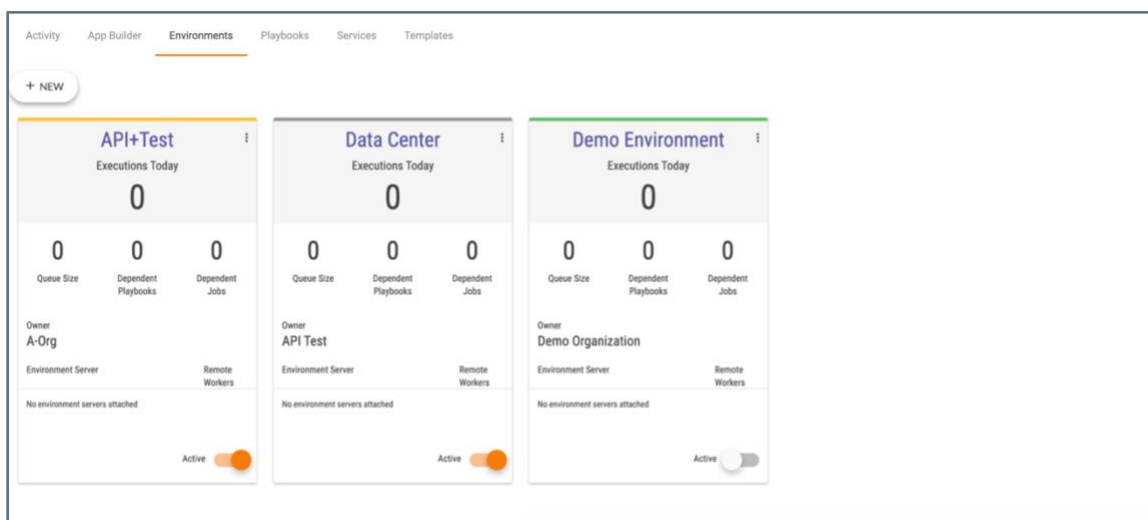 Activity App Builder Environments Playbooks Services Templates
+ NEW
API+Test
Executions Today
0
0 0 0
Queue Size Dependent Playbooks Dependent Jobs
Owner
A-Org
Environment Server Remote Workers
No environment servers attached
Active
Data Center
Executions Today
0
0 0 0
Queue Size Dependent Playbooks Dependent Jobs
Owner
API Test
Environment Server Remote Workers
No environment servers attached
Active
Demo Environment
Executions Today
0
0 0 0
Queue Size Dependent Playbooks Dependent Jobs
Owner
Demo Organization
Environment Server Remote Workers
No environment servers attached
Active